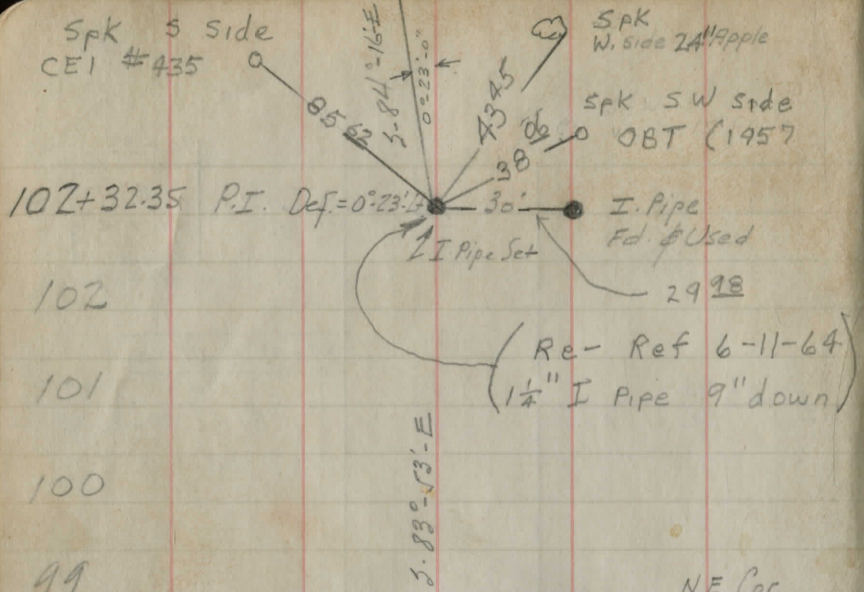 Spk S Side
CEI #435
85 62
S-84°-16'-E
0°-23'-0"
43 45
Spk
W. Side 24" Apple
Spk SW Side
OBT (1957
38 06
102+32.35 P.I. Def.=0°-23'
30'
I. Pipe
Fd. & Used
I. Pipe Set
102
29 98
(Re-Ref 6-11-64
1¼" I Pipe 9" down)
101
S-83°-53'-E
100
99
N.E. Cor